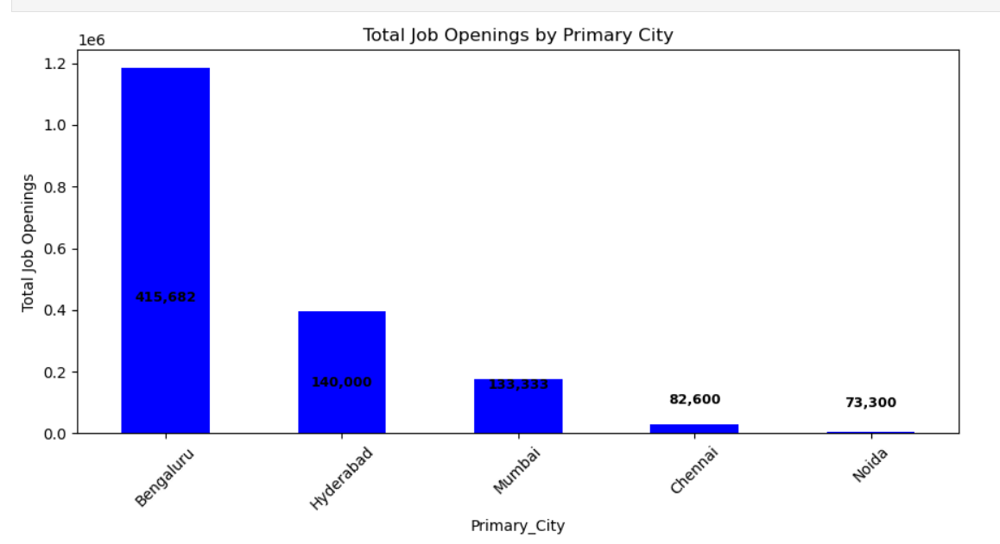 Total Job Openings by Primary City
1e6
1.2
1.0
0.8
0.6
0.4
0.2
0.0
Total Job Openings
415,682
140,000
133,333
82,600
73,300
Bengaluru
Hyderabad
Mumbai
Chennai
Noida
Primary_City